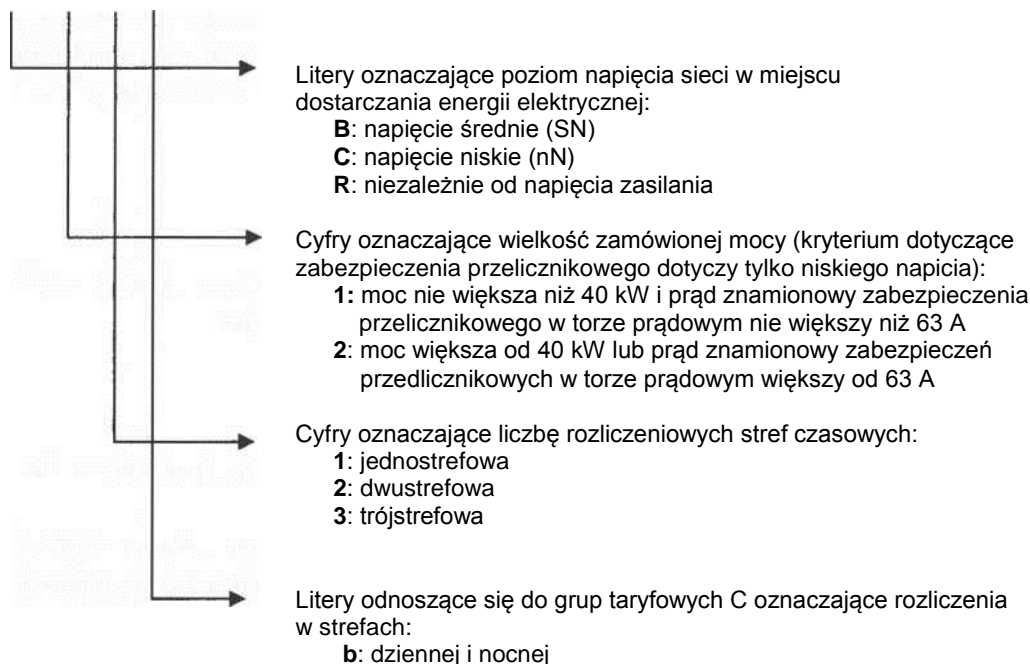 Litery oznaczające poziom napięcia sieci w miejscu
dostarczania energii elektrycznej:
B: napięcie średnie (SN)
C: napięcie niskie (nN)
R: niezależnie od napięcia zasilania
Cyfry oznaczające wielkość zamówionej mocy (kryterium dotyczące
zabezpieczenia przelicznikowego dotyczy tylko niskiego napicia):
1: moc nie większa niż 40 kW i prąd znamionowy zabezpieczenia
przelicznikowego w torze prądowym nie większy niż 63 A
2: moc większa od 40 kW lub prąd znamionowy zabezpieczeń
przedlicznikowych w torze prądowym większy od 63 A
Cyfry oznaczające liczbę rozliczeniowych stref czasowych:
1: jednostrefowa
2: dwustrefowa
3: trójstrefowa
Litery odnoszące się do grup taryfowych C oznaczające rozliczenia
w strefach:
b: dziennej i nocnej